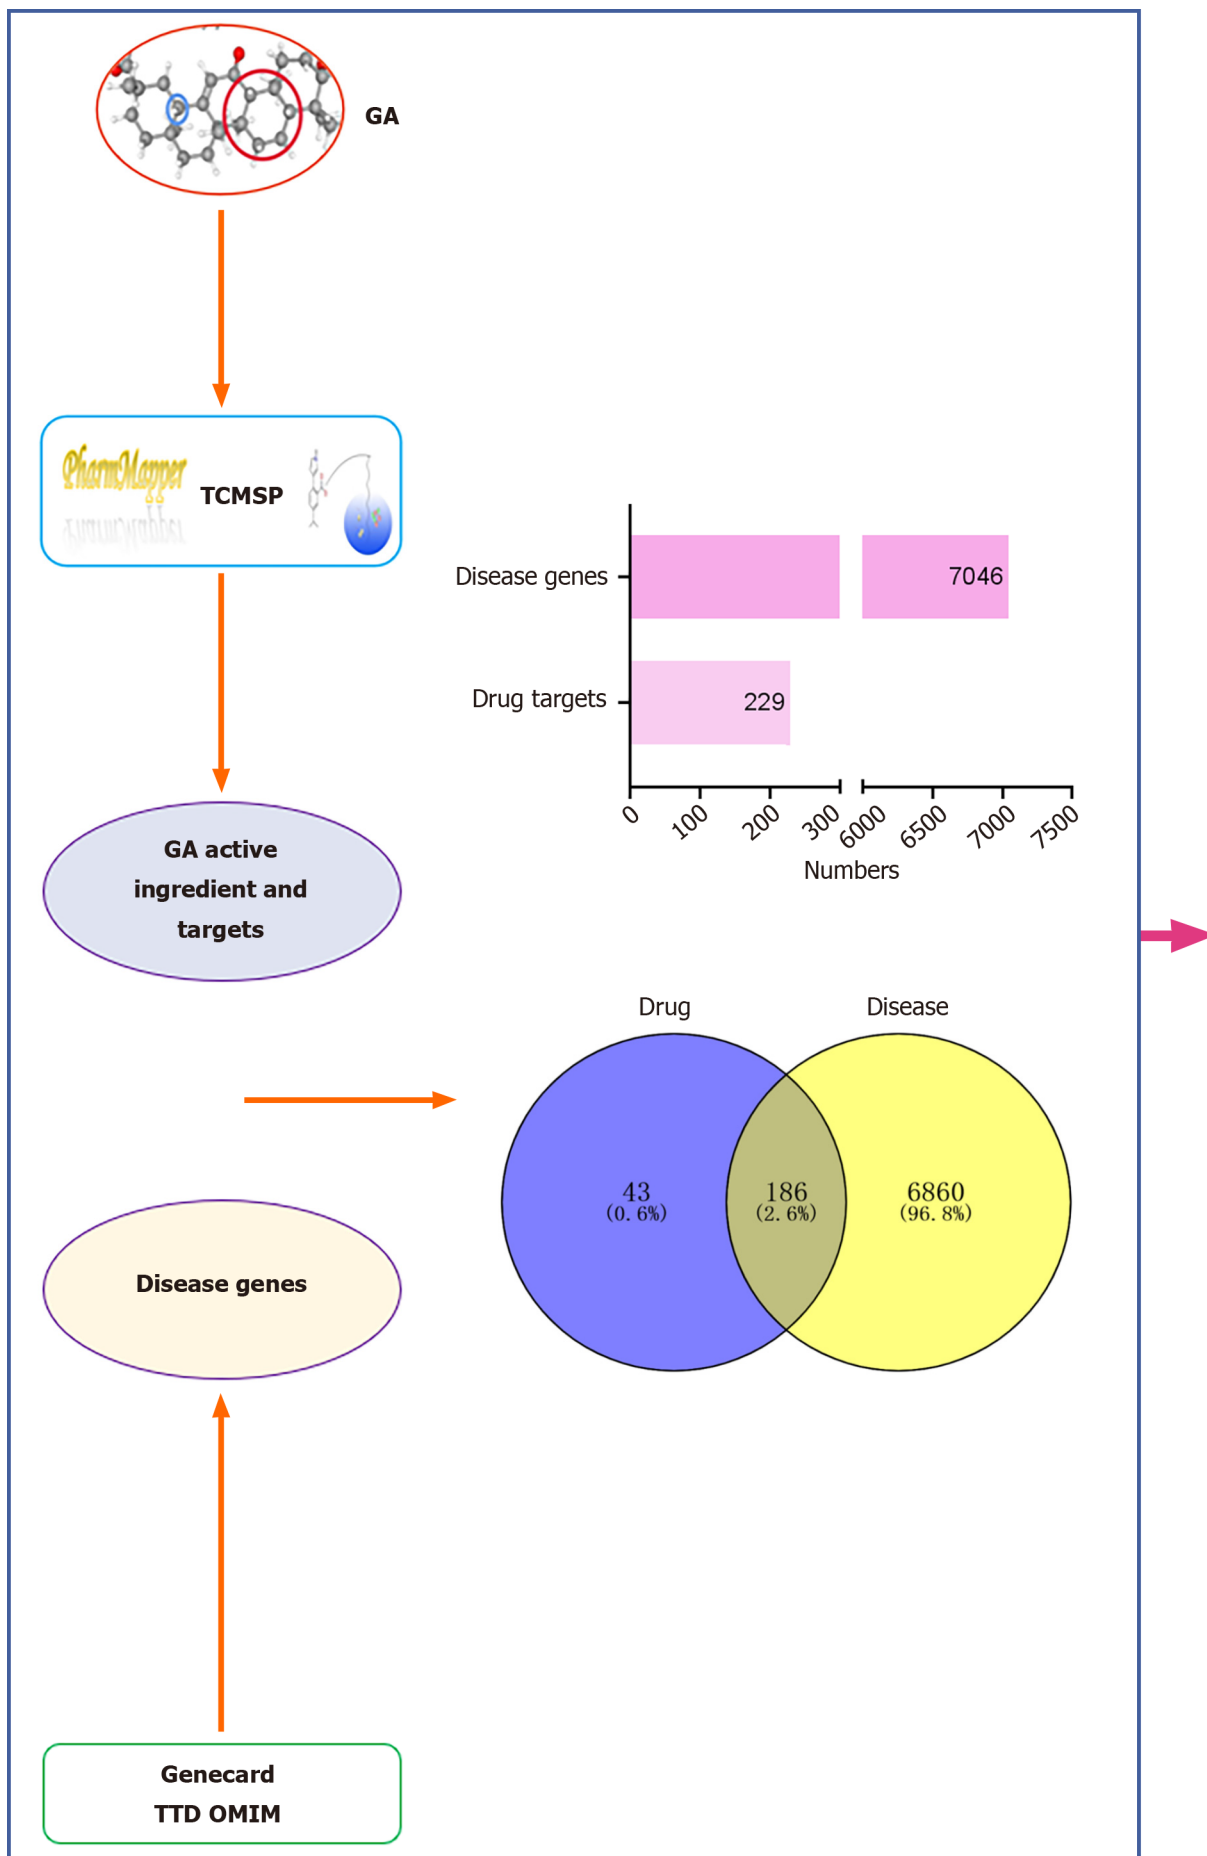 GA
PharmMapper
TCMSP
Disease genes
7046
Drug targets
229
0
100
200
300
6000
6500
7000
7500
Numbers
GA active
ingredient and
targets
Drug
Disease
43
(0.6%)
186
(2.6%)
6860
(96.8%)
Disease genes
Genecard
TTD OMIM